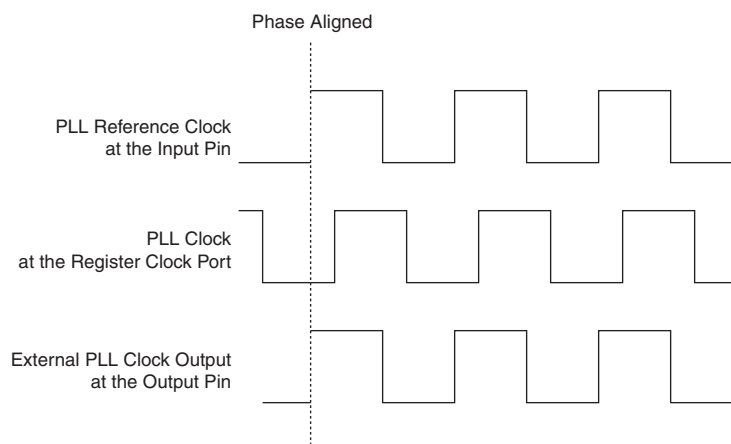 Phase Aligned
PLL Reference Clock
at the Input Pin
PLL Clock
at the Register Clock Port
External PLL Clock Output
at the Output Pin